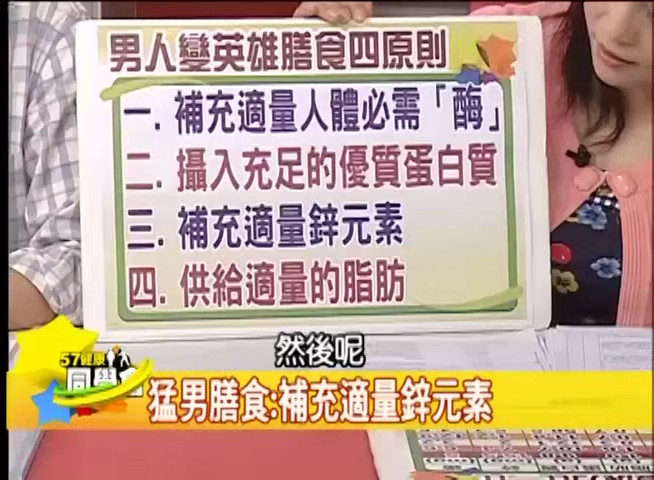 男人變英雄膳食四原則
一. 補充適量人體必需「酶」
二. 攝入充足的優質蛋白質
三. 補充適量鋅元素
四. 供給適量的脂肪
然後呢
57健康
同學會
猛男膳食:補充適量鋅元素